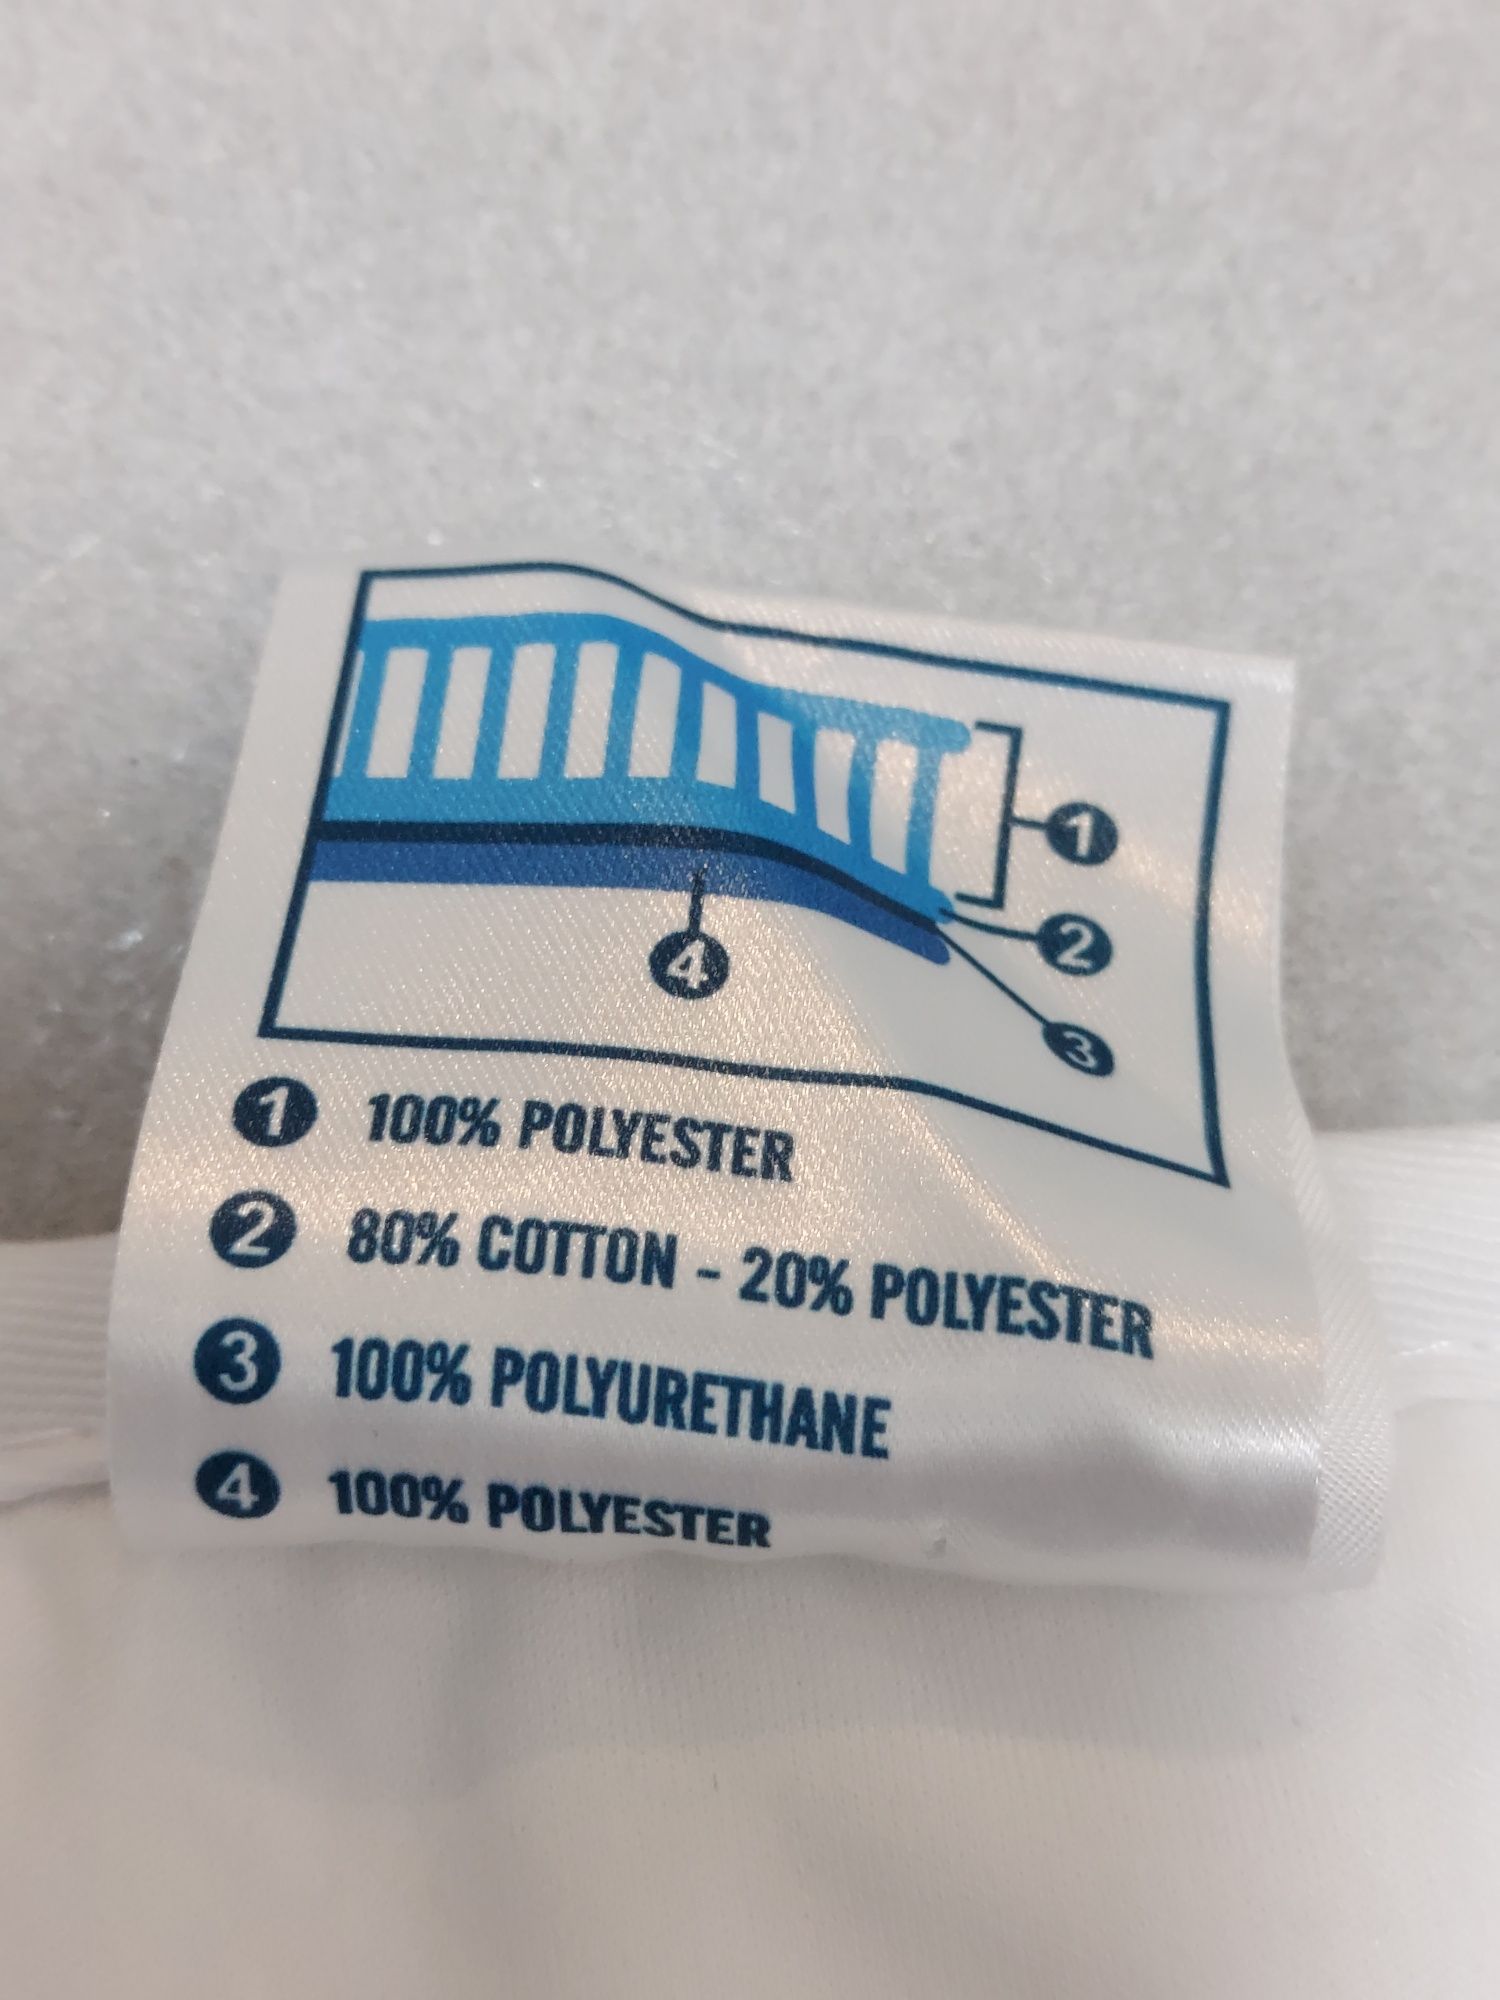 1
2
4
3
1 100% POLYESTER
2 80% COTTON - 20% POLYESTER
3 100% POLYURETHANE
4 100% POLYESTER